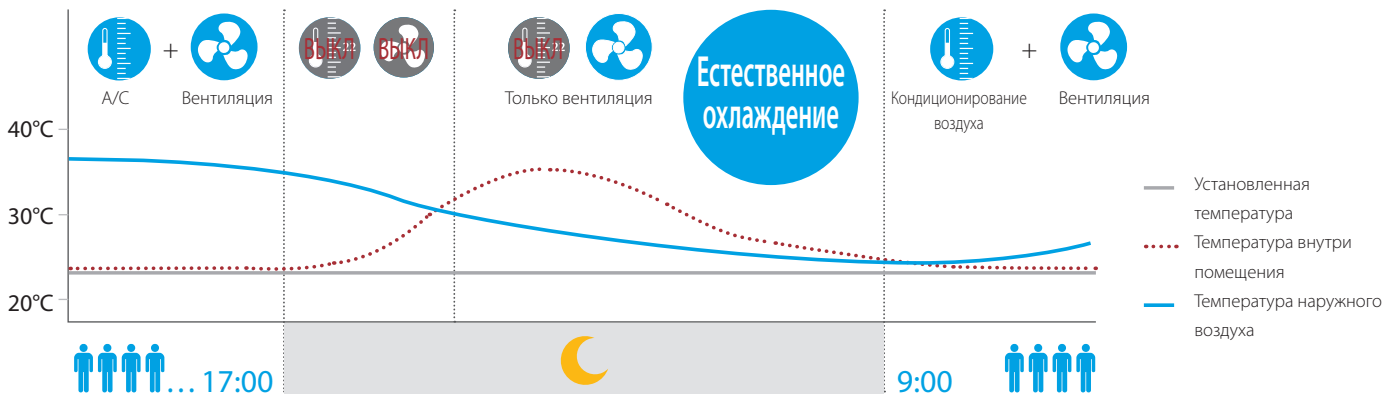 ВЫКЛ
ВЫКЛ
ВЫКЛ
+
+
A/C
Вентиляция
Только вентиляция
Естественное
охлаждение
Кондиционирование
воздуха
Вентиляция
40°C
30°C
20°C
Установленная
температура
Температура внутри
помещения
Температура наружного
воздуха
... 17:00
9:00